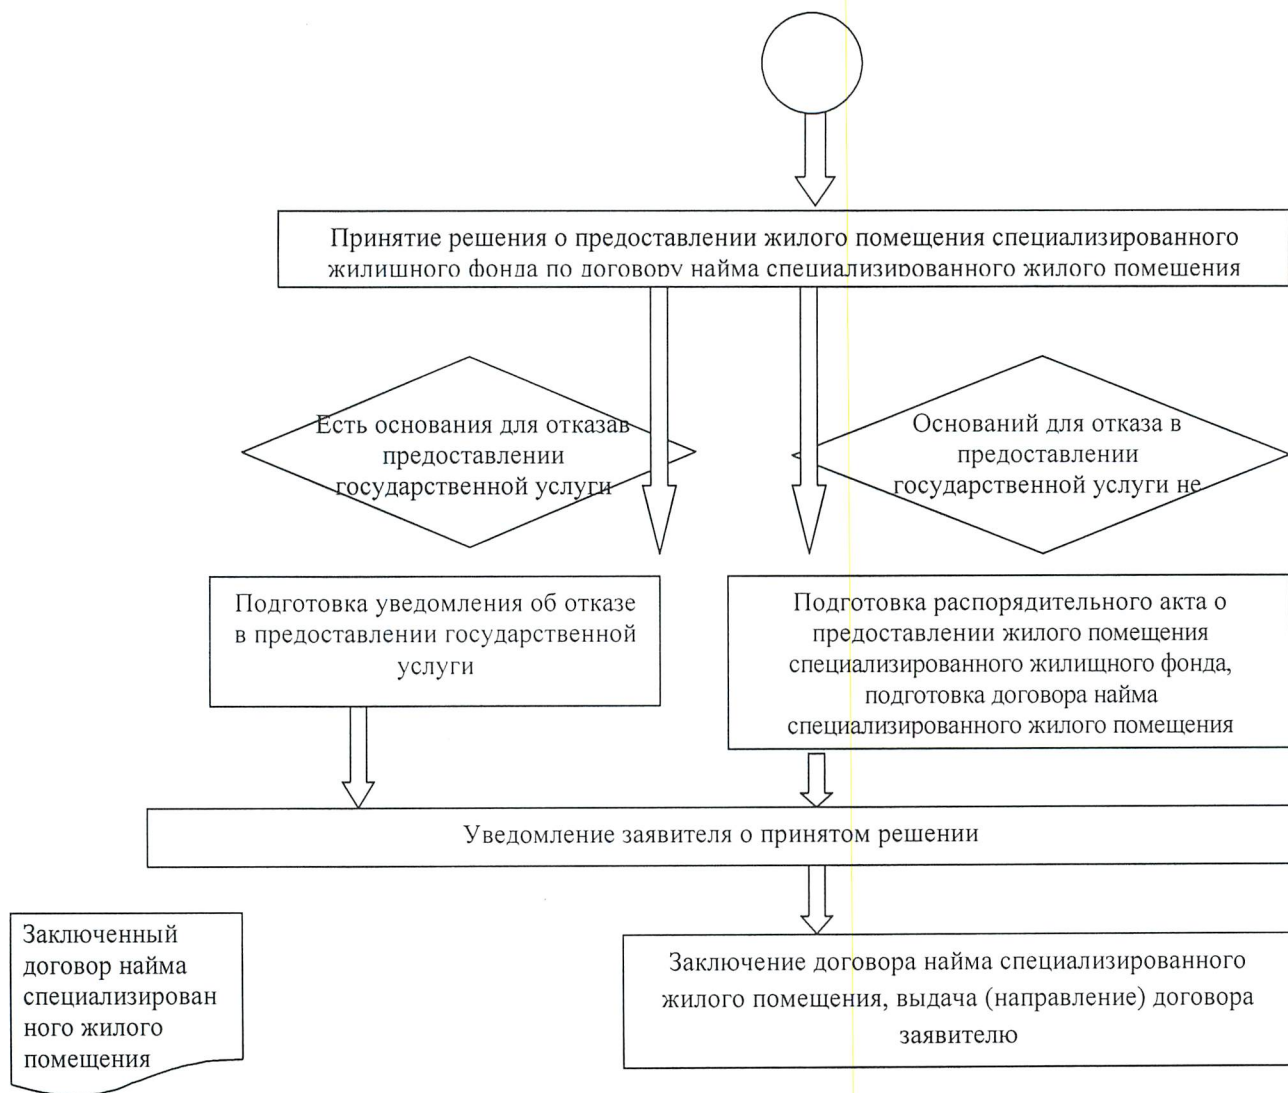 Принятие решения о предоставлении жилого помещения специализированного
жилищного фонда по договору найма специализированного жилого помещения
Есть основания для отказав
предоставлении
государственной услуги
Оснований для отказа в
предоставлении
государственной услуги не
Подготовка уведомления об отказе
в предоставлении государственной
услуги
Подготовка распорядительного акта о
предоставлении жилого помещения
специализированного жилищного фонда,
подготовка договора найма
специализированного жилого помещения
Уведомление заявителя о принятом решении
Заключенный
договор найма
специализирован
ного жилого
помещения
Заключение договора найма специализированного
жилого помещения, выдача (направление) договора
заявителю